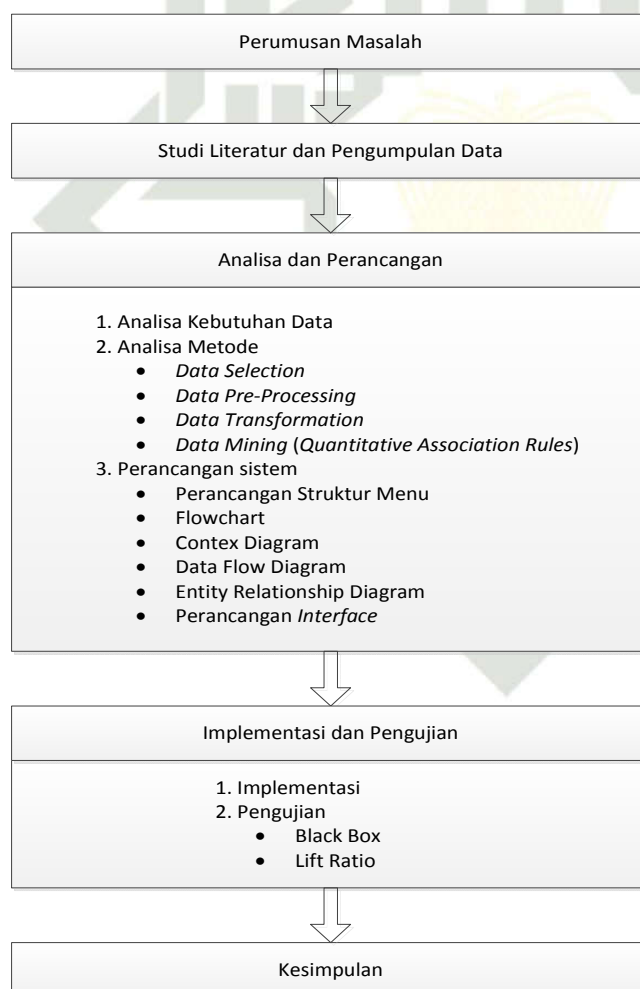 Perumusan Masalah
Studi Literatur dan Pengumpulan Data
Analisa dan Perancangan
1. Analisa Kebutuhan Data
2. Analisa Metode
• Data Selection
• Data Pre-Processing
• Data Transformation
• Data Mining (Quantitative Association Rules)
3. Perancangan sistem
• Perancangan Struktur Menu
• Flowchart
• Contex Diagram
• Data Flow Diagram
• Entity Relationship Diagram
• Perancangan Interface
Implementasi dan Pengujian
1. Implementasi
2. Pengujian
• Black Box
• Lift Ratio
Kesimpulan